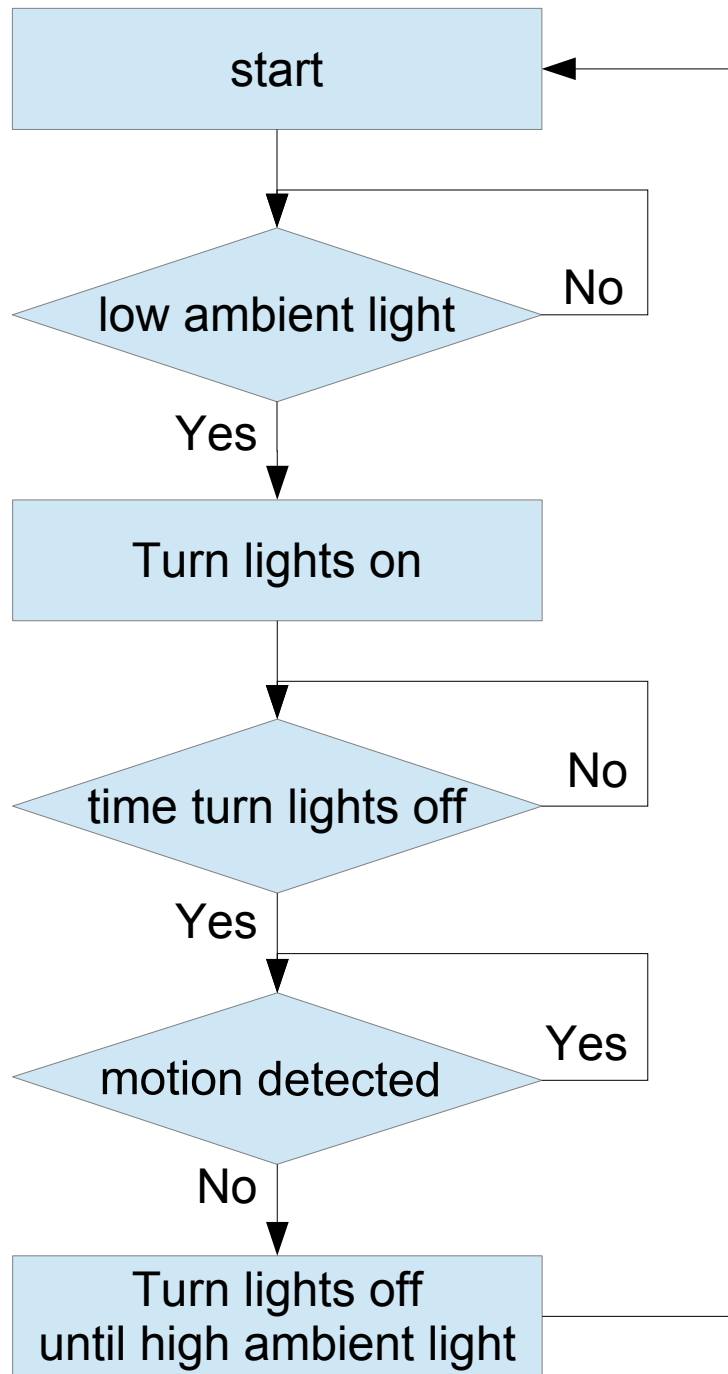 start
low ambient light
No
Yes
Turn lights on
time turn lights off
No
Yes
motion detected
Yes
No
Turn lights off
until high ambient light